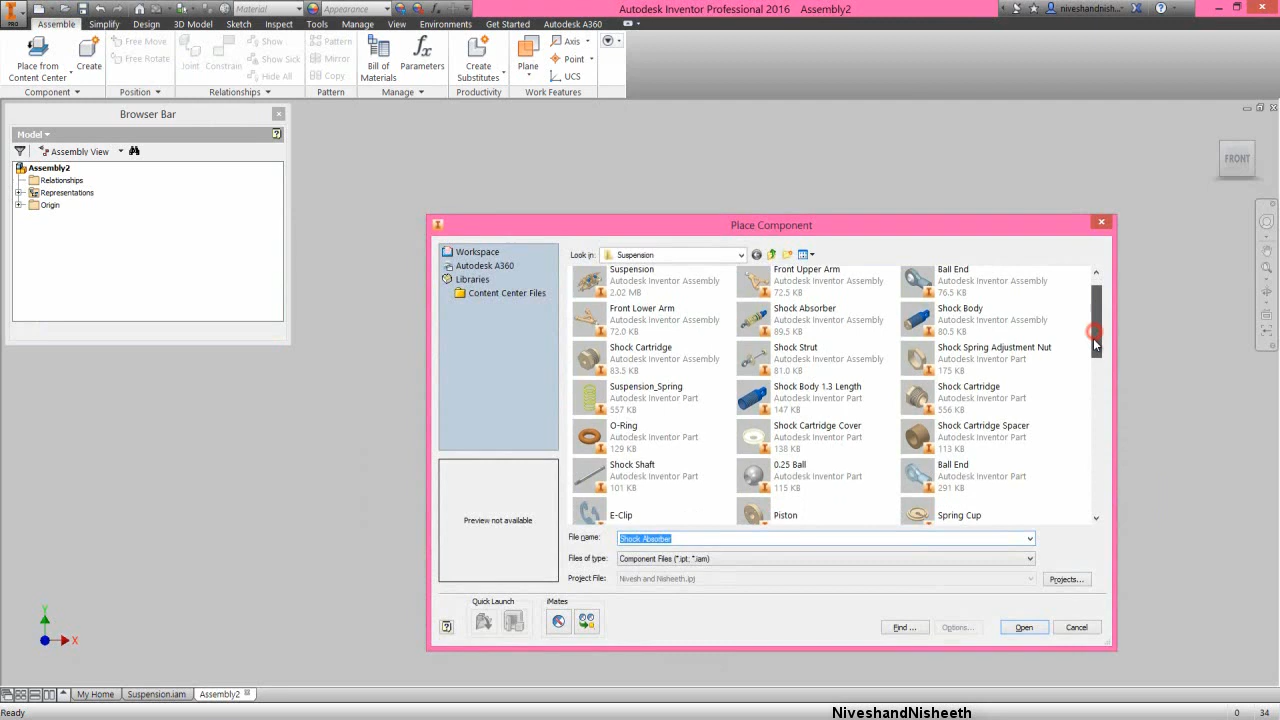 Material
Appearance
Autodesk Inventor Professional 2016 Assembly2
niveshandnish...
PRO
Assemble Simplify Design 3D Model Sketch Inspect Tools Manage View Environments Get Started Autodesk A360
Place from
Content Center
Create
Free Move
Free Rotate
Joint
Constrain
Show
Show Sick
Hide All
Pattern
Mirror
Copy
Bill of
Materials
Parameters
Create
Substitutes
Plane
Axis
Point
UCS
Component Position Relationships Pattern Manage Productivity Work Features
Browser Bar
Model
Assembly View
Assembly2
Relationships
Representations
Origin
FRONT
Place Component
Workspace
Autodesk A360
Libraries
Content Center Files
Look in: Suspension
Suspension
Autodesk Inventor Assembly
2.02 MB
Front Upper Arm
Autodesk Inventor Assembly
72.5 KB
Ball End
Autodesk Inventor Assembly
76.5 KB
Front Lower Arm
Autodesk Inventor Assembly
72.0 KB
Shock Absorber
Autodesk Inventor Assembly
89.5 KB
Shock Body
Autodesk Inventor Assembly
80.5 KB
Shock Cartridge
Autodesk Inventor Assembly
83.5 KB
Shock Strut
Autodesk Inventor Assembly
81.0 KB
Shock Spring Adjustment Nut
Autodesk Inventor Part
175 KB
Suspension_Spring
Autodesk Inventor Part
557 KB
Shock Body 1.3 Length
Autodesk Inventor Part
147 KB
Shock Cartridge
Autodesk Inventor Part
556 KB
O-Ring
Autodesk Inventor Part
129 KB
Shock Cartridge Cover
Autodesk Inventor Part
138 KB
Shock Cartridge Spacer
Autodesk Inventor Part
113 KB
Shock Shaft
Autodesk Inventor Part
101 KB
0.25 Ball
Autodesk Inventor Part
115 KB
Ball End
Autodesk Inventor Part
291 KB
E-Clip
Piston
Spring Cup
Preview not available
File name: Shock Absorber
Files of type: Component Files (*.ipt; *.iam)
Project File: Nivesh and Nisheeth.ipj
Projects...
Quick Launch
iMates
Find ...
Options...
Open
Cancel
Y
X
My Home
Suspension.iam
Assembly2
Ready
NiveshandNisheeth
0
34